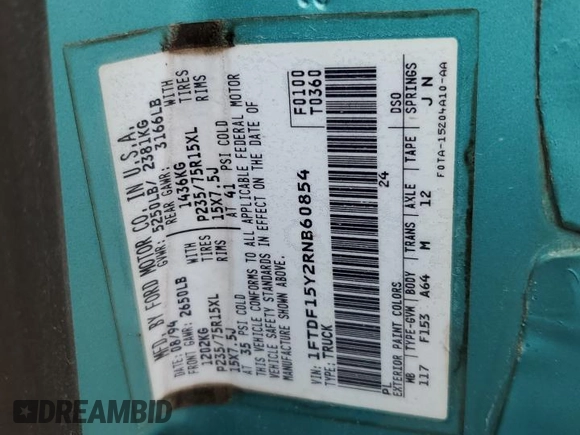 MFD. BY FORD MOTOR CO. IN U.S.A.
DATE: 08/94 GVWR: 5250LB/ 2381KG
FRONT GAWR: 2650LB REAR GAWR: 3166LB
1202KG WITH 1436KG WITH
P235/75R15XL TIRES P235/75R15XL TIRES
15X7.5J RIMS 15X7.5J RIMS
AT 35 PSI COLD AT 41 PSI COLD
THIS VEHICLE CONFORMS TO ALL APPLICABLE FEDERAL MOTOR
VEHICLE SAFETY STANDARDS IN EFFECT ON THE DATE OF
MANUFACTURE SHOWN ABOVE.
VIN: 1FTDF15Y2RNB60854 F0100
TYPE: TRUCK T0360
PL 24
EXTERIOR PAINT COLORS DSO
WB TYPE-GVW BODY TRANS AXLE TAPE SPRINGS
117 F153 A64 M 12 J N
F0TA-15204A10-AA
DREAMBID